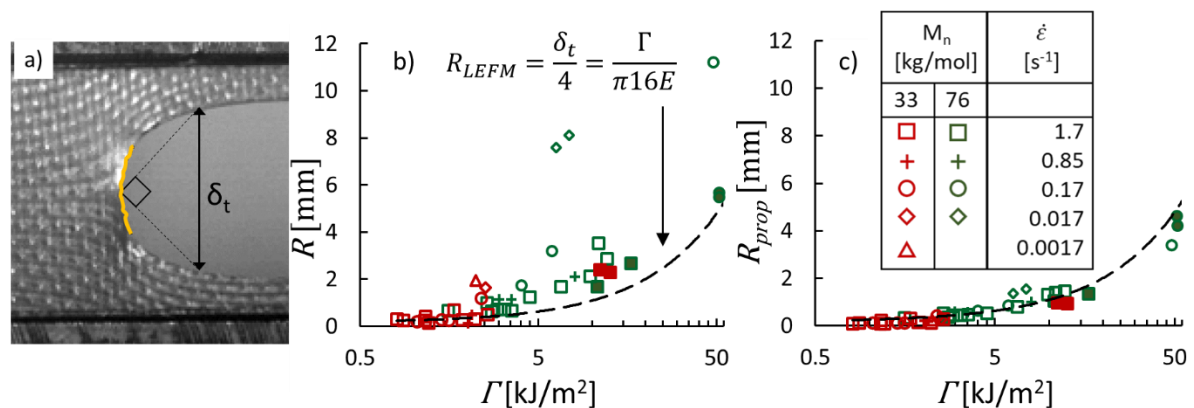 a)
δt
b)
R_LEFM = δt/4 = Γ/π16E
R [mm]
12
10
8
6
4
2
0
0.5
5
50
Γ [kJ/m²]
c)
R_prop [mm]
12
10
8
6
4
2
0
0.5
5
50
Γ [kJ/m²]
Mn ε̇
[kg/mol] [s⁻¹]
33 76
1.7
0.85
0.17
0.017
0.0017